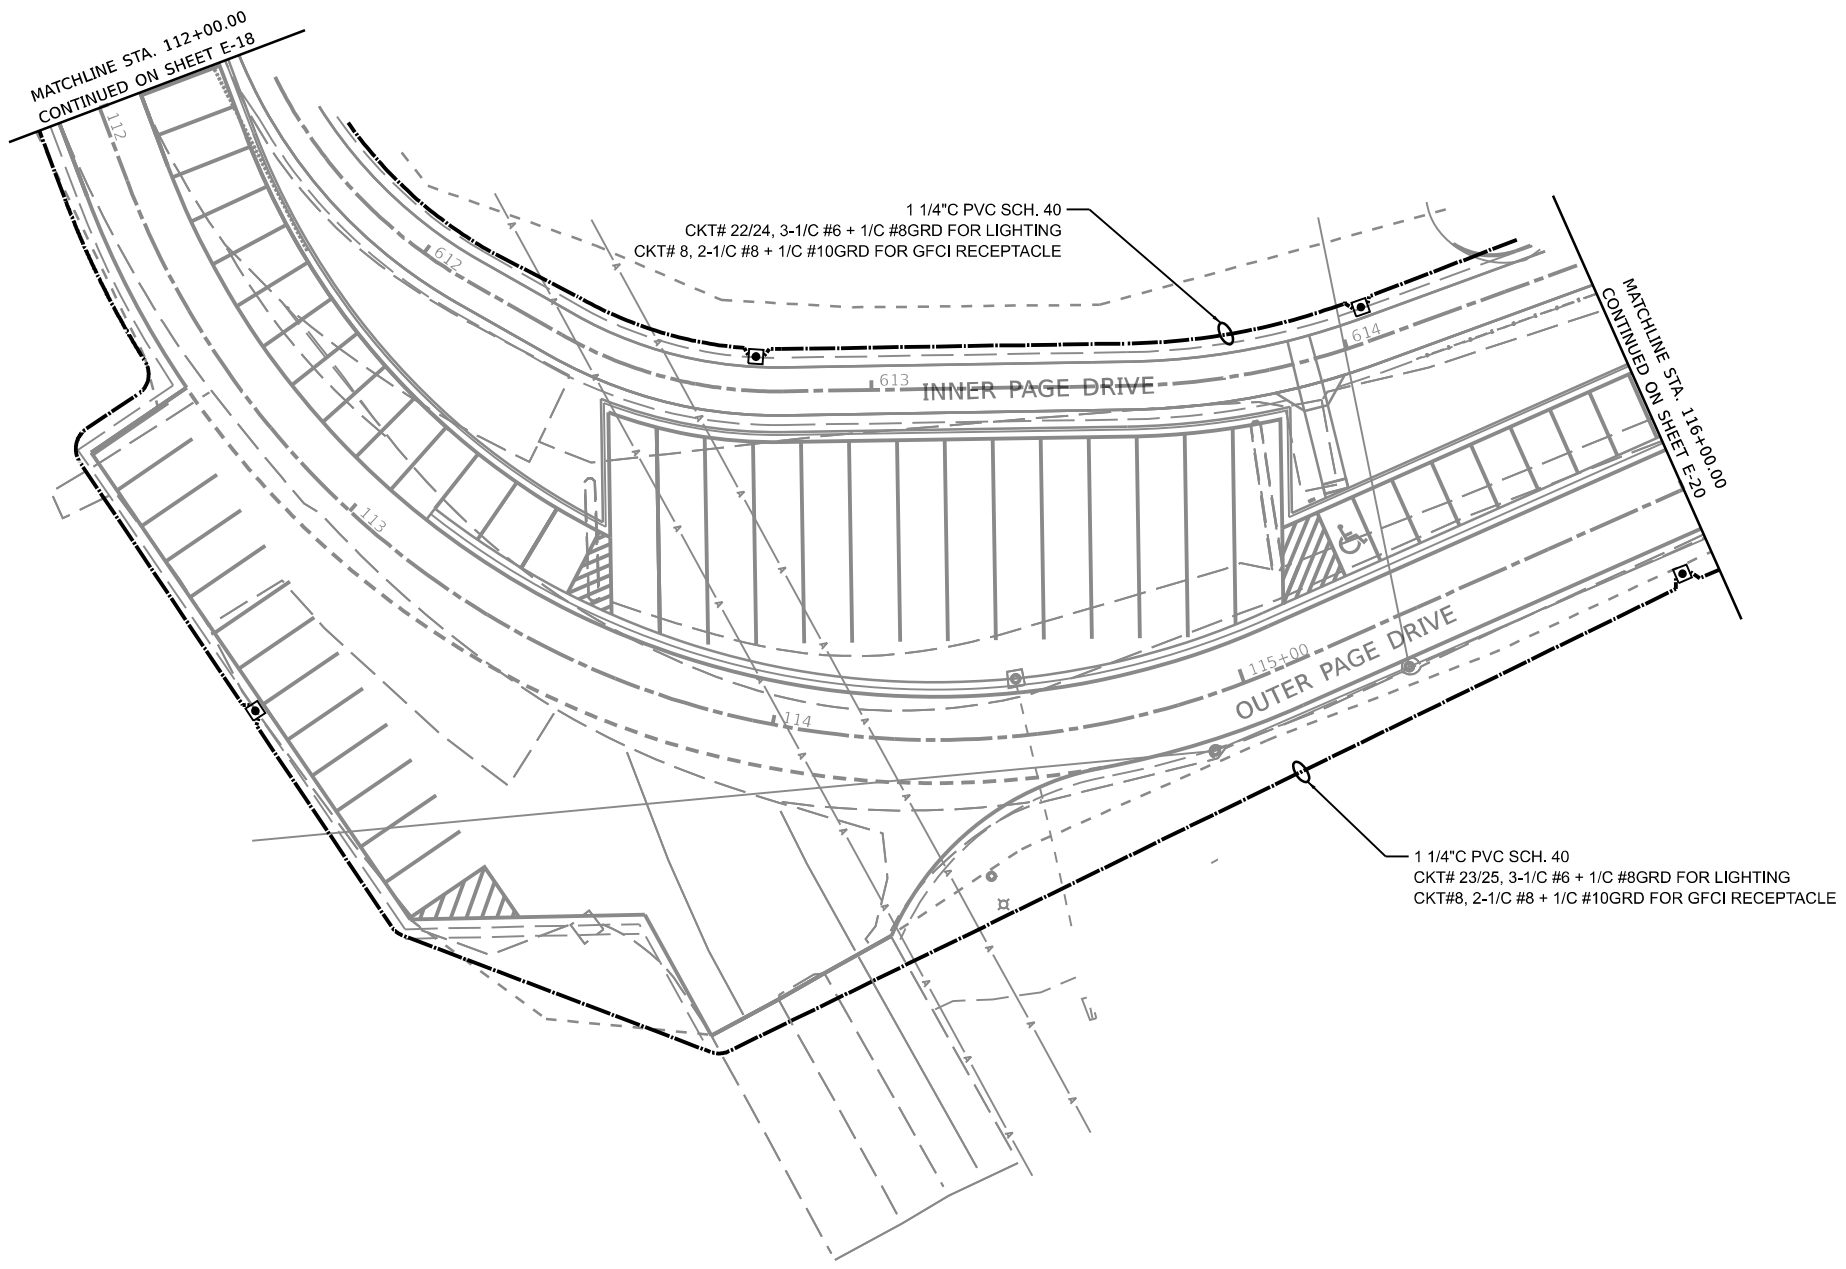 MATCHLINE STA. 112+00.00
CONTINUED ON SHEET E-18
112
612
1 1/4"C PVC SCH. 40
CKT# 22/24, 3-1/C #6 + 1/C #8GRD FOR LIGHTING
CKT# 8, 2-1/C #8 + 1/C #10GRD FOR GFCI RECEPTACLE
614
MATCHLINE STA. 116+00.00
CONTINUED ON SHEET E-20
613
INNER PAGE DRIVE
113
114
115+00
OUTER PAGE DRIVE
1 1/4"C PVC SCH. 40
CKT# 23/25, 3-1/C #6 + 1/C #8GRD FOR LIGHTING
CKT#8, 2-1/C #8 + 1/C #10GRD FOR GFCI RECEPTACLE